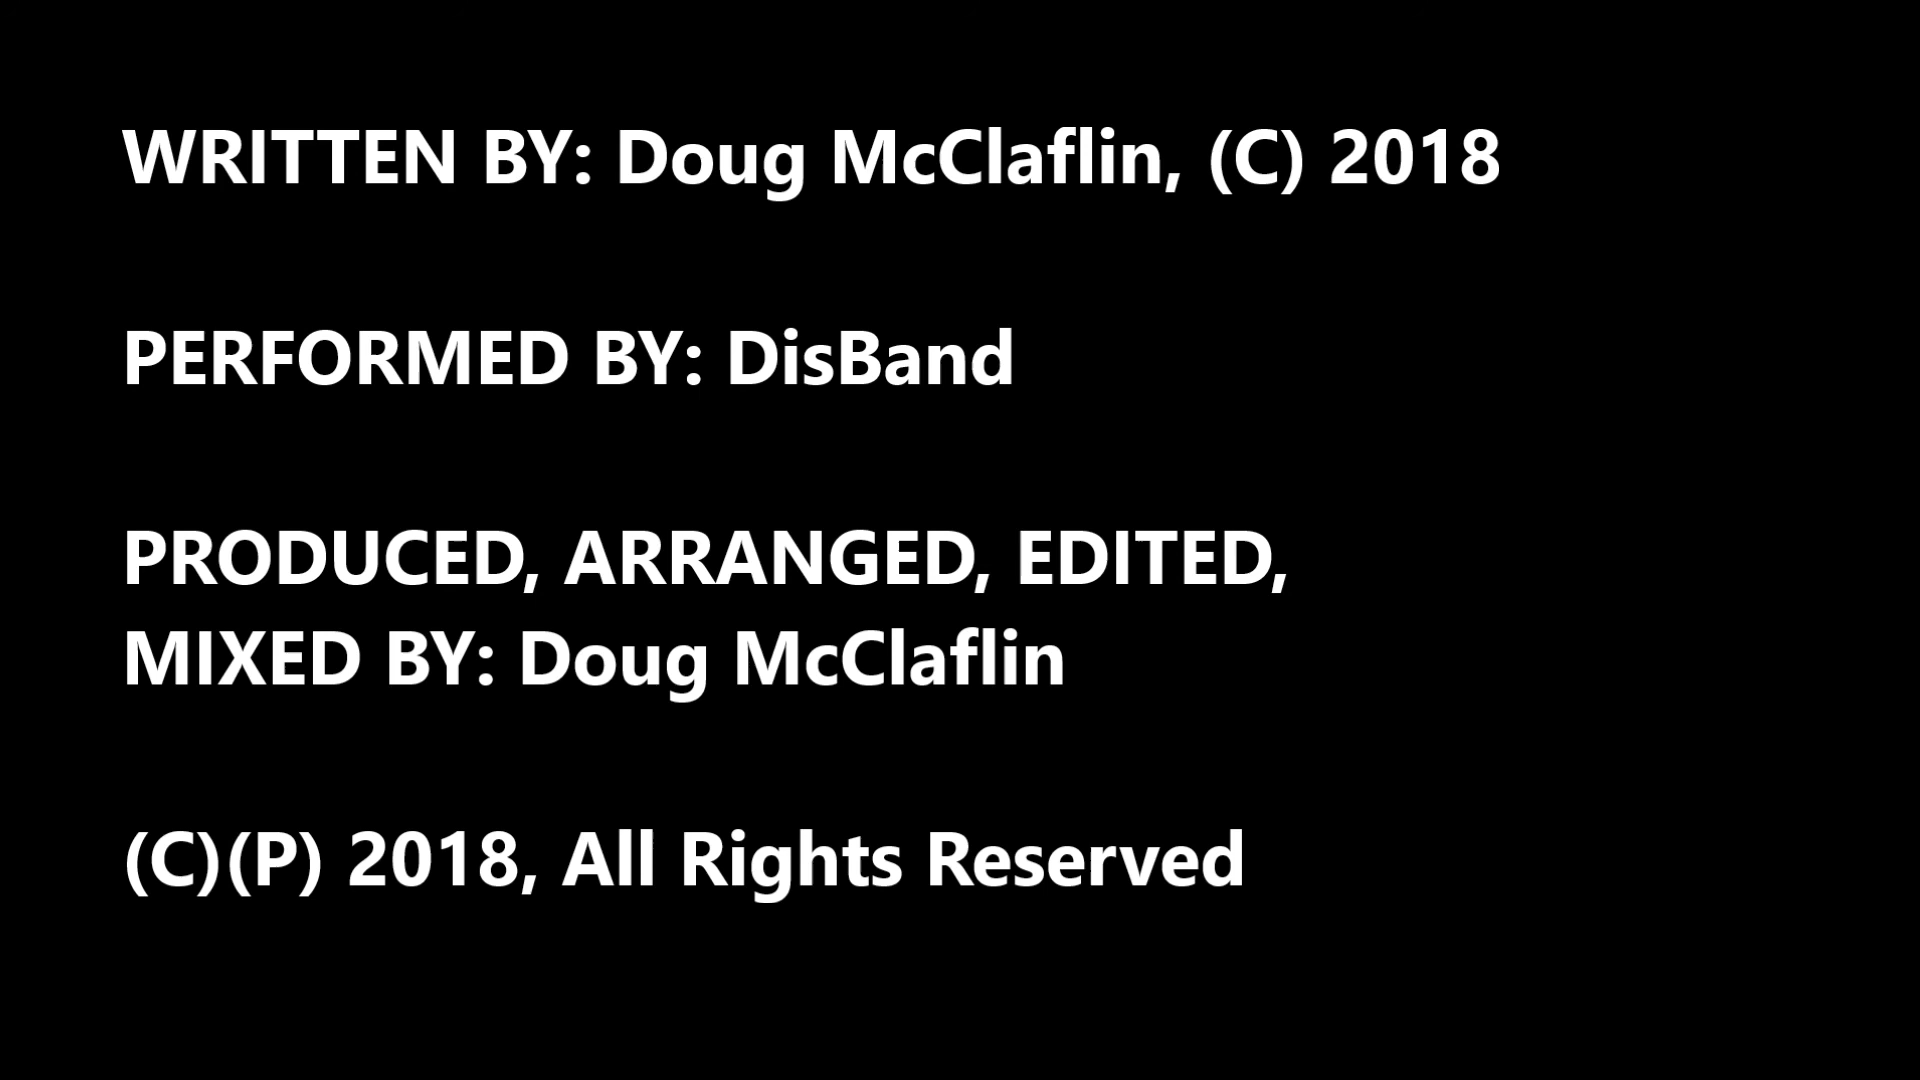 WRITTEN BY: Doug McClaflin, (C) 2018
PERFORMED BY: DisBand
PRODUCED, ARRANGED, EDITED,
MIXED BY: Doug McClaflin
(C)(P) 2018, All Rights Reserved